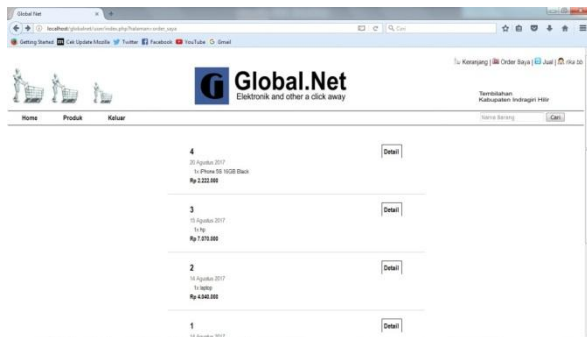 Global Net
localhost/globalnet/user/index.php?halaman=order_saya
Cari
Getting Started Cek Update Mozilla Twitter Facebook YouTube Gmail
Keranjang | Order Saya | Jual | rika
Global.Net
Elektronik and other a click away
Tembilahan
Kabupaten Indragiri Hilir
Home Produk Keluar
Nama Barang Cari
4 Detail
20 Agustus 2017
1x iPhone 5S 16GB Black
Rp 2.222.000
3 Detail
15 Agustus 2017
1x hp
Rp 7.070.000
2 Detail
14 Agustus 2017
1x laptop
Rp 4.040.000
1 Detail
14 Agustus 2017